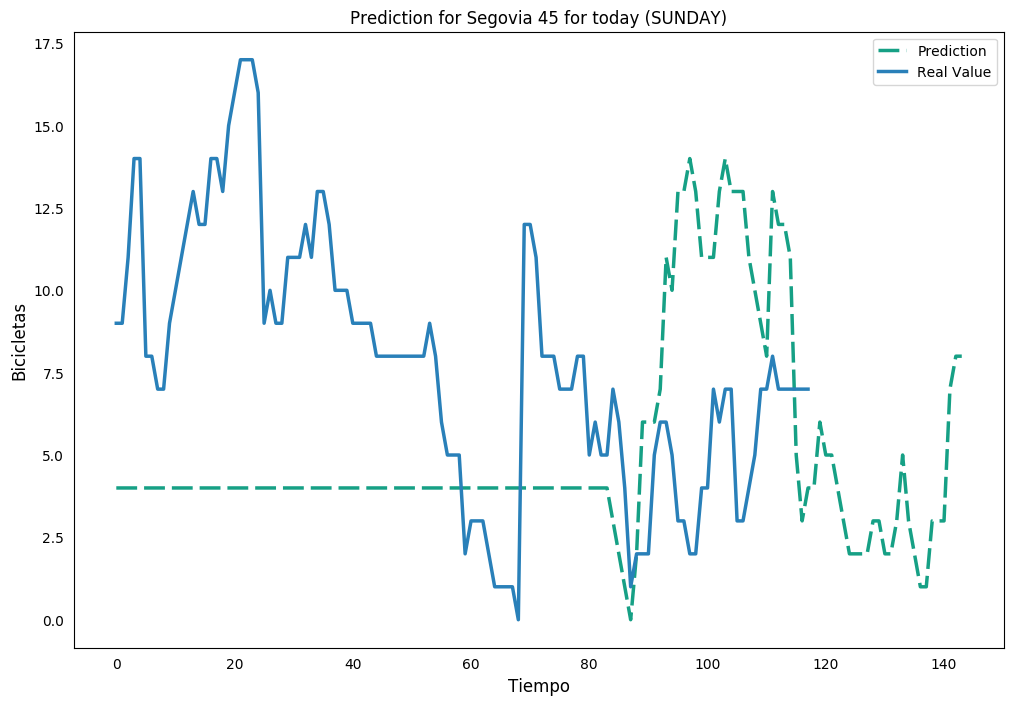 Prediction for Segovia 45 for today (SUNDAY)
Prediction
Real Value
Bicicletas
17.5
15.0
12.5
10.0
7.5
5.0
2.5
0.0
0 20 40 60 80 100 120 140
Tiempo